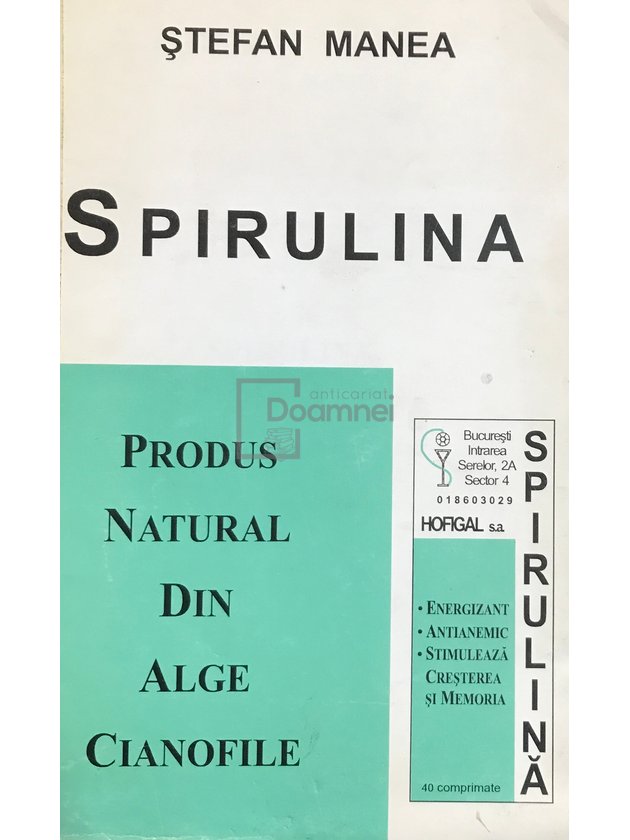 ŞTEFAN MANEA
SPIRULINA
anticariat
Doamnei
PRODUS
NATURAL
DIN
ALGE
CIANOFILE
Bucureşti
Intrarea
Serelor, 2A
Sector 4
018603029
HOFIGAL s.a.
SPIRULINĂ
• ENERGIZANT
• ANTIANEMIC
• STIMULEAZĂ
CREŞTEREA
ŞI MEMORIA
40 comprimate